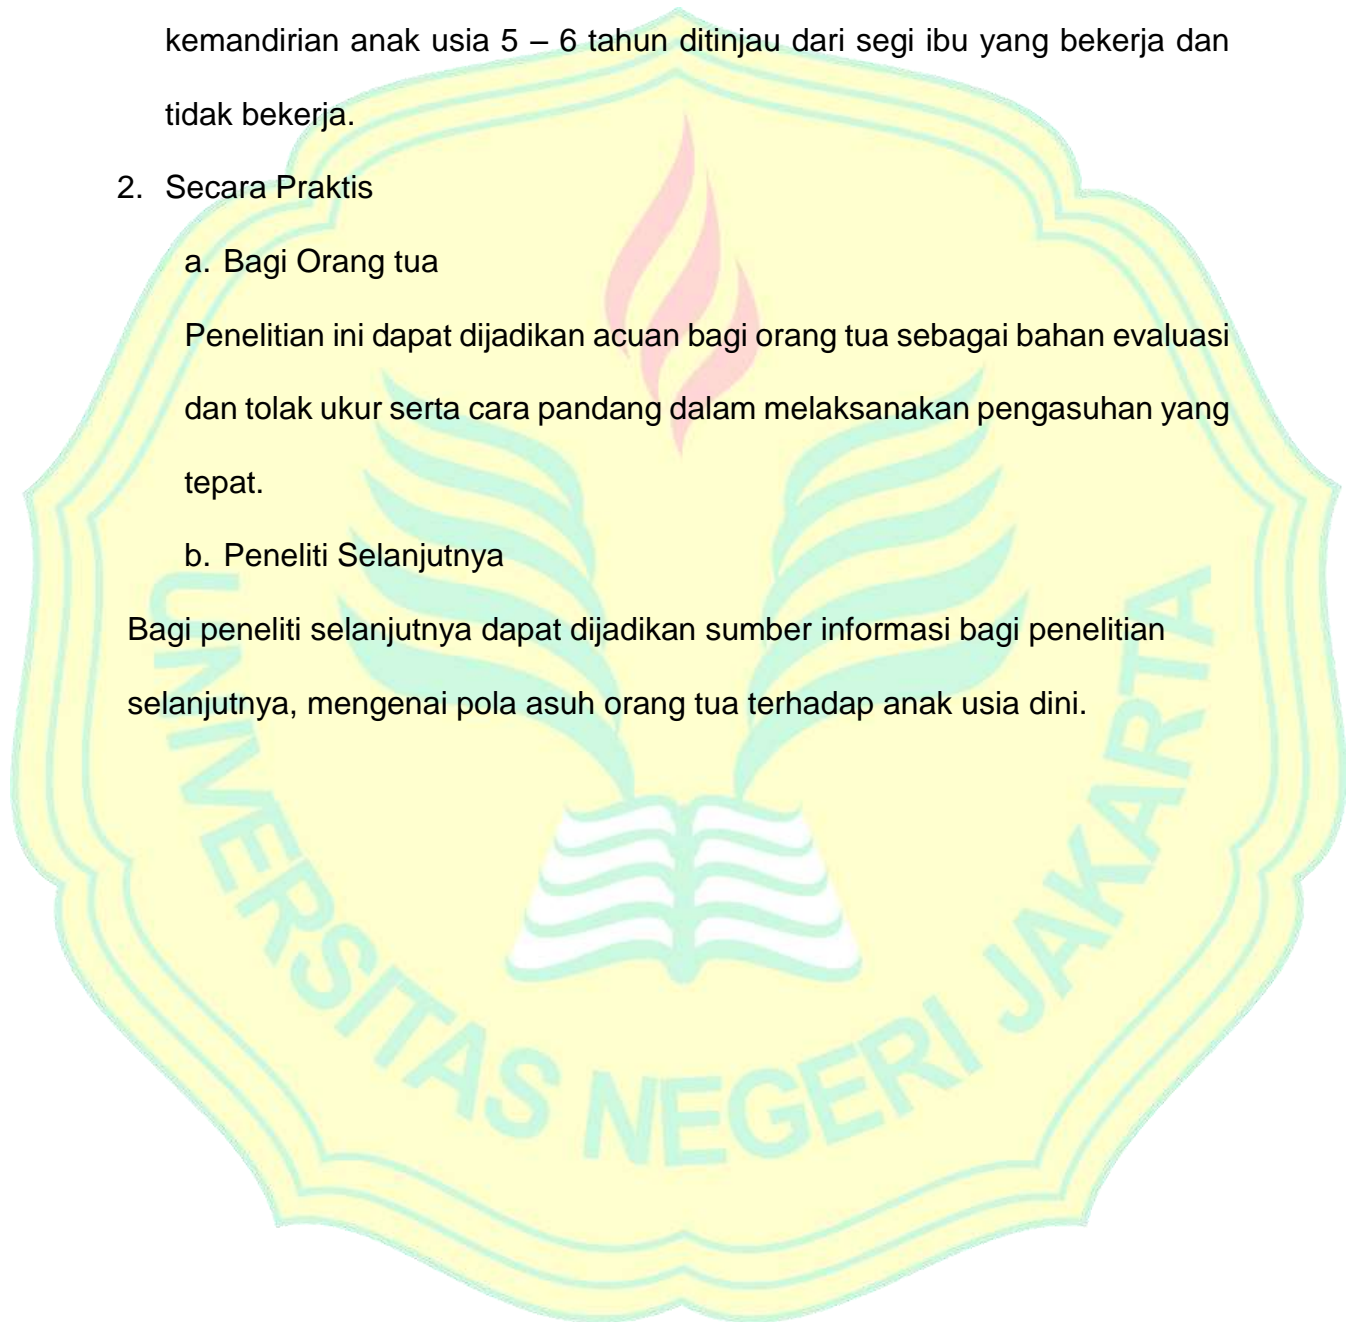 kemandirian anak usia 5 – 6 tahun ditinjau dari segi ibu yang bekerja dan
tidak bekerja.
2. Secara Praktis
a. Bagi Orang tua
Penelitian ini dapat dijadikan acuan bagi orang tua sebagai bahan evaluasi
dan tolak ukur serta cara pandang dalam melaksanakan pengasuhan yang
tepat.
b. Peneliti Selanjutnya
Bagi peneliti selanjutnya dapat dijadikan sumber informasi bagi penelitian
selanjutnya, mengenai pola asuh orang tua terhadap anak usia dini.
UNIVERSITAS NEGERI JAKARTA